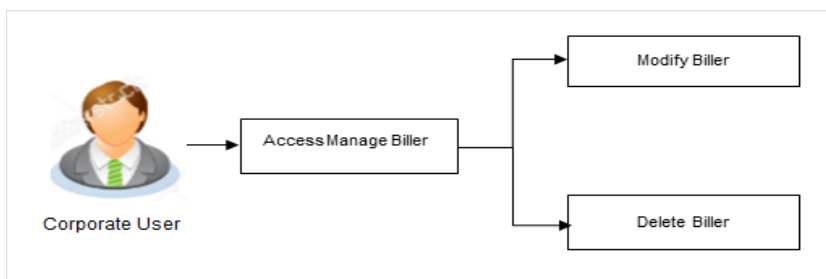 Modify Biller
Access Manage Biller
Corporate User
Delete Biller